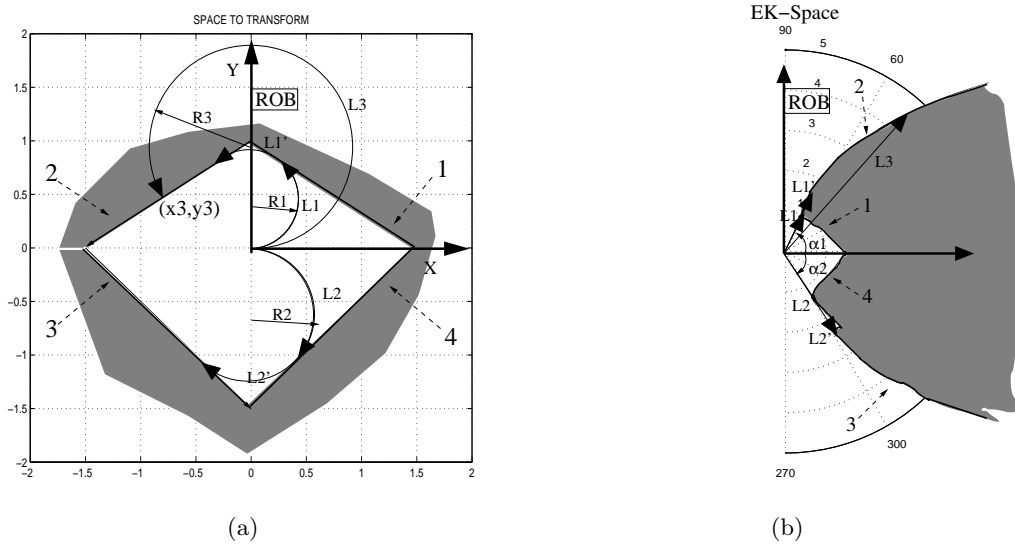 SPACE TO TRANSFORM
2
1.5
1
0.5
0
−0.5
−1
−1.5
−2
−2
−1.5
−1
−0.5
0
0.5
1
1.5
2
Y
ROB
L3
R3
L1'
1
2
(x3,y3)
R1
L1
X
L2
R2
3
4
L2'
(a)
EK−Space
90
5
60
4
2
ROB
3
L3
2
L1'
L1
1
α1
α2
L2
4
L2'
3
300
270
(b)